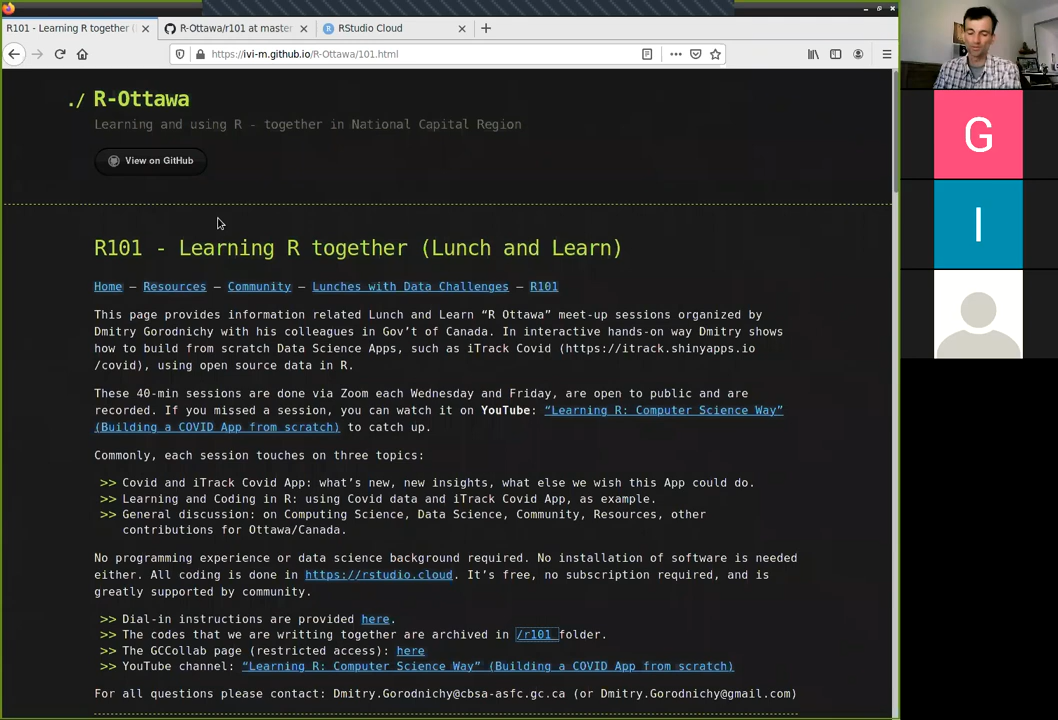 R101 - Learning R together (
R-Ottawa/r101 at master
RStudio Cloud
https://ivi-m.github.io/R-Ottawa/101.html
./ R-Ottawa
Learning and using R - together in National Capital Region
View on GitHub
R101 - Learning R together (Lunch and Learn)
Home – Resources – Community – Lunches with Data Challenges – R101
This page provides information related Lunch and Learn “R Ottawa” meet-up sessions organized by
Dmitry Gorodnichy with his colleagues in Gov’t of Canada. In interactive hands-on way Dmitry shows
how to build from scratch Data Science Apps, such as iTrack Covid (https://itrack.shinyapps.io
/covid), using open source data in R.
These 40-min sessions are done via Zoom each Wednesday and Friday, are open to public and are
recorded. If you missed a session, you can watch it on YouTube: “Learning R: Computer Science Way”
(Building a COVID App from scratch) to catch up.
Commonly, each session touches on three topics:
>> Covid and iTrack Covid App: what’s new, new insights, what else we wish this App could do.
>> Learning and Coding in R: using Covid data and iTrack Covid App, as example.
>> General discussion: on Computing Science, Data Science, Community, Resources, other
contributions for Ottawa/Canada.
No programming experience or data science background required. No installation of software is needed
either. All coding is done in https://rstudio.cloud. It’s free, no subscription required, and is
greatly supported by community.
>> Dial-in instructions are provided here.
>> The codes that we are writting together are archived in /r101 folder.
>> The GCCollab page (restricted access): here
>> YouTube channel: “Learning R: Computer Science Way” (Building a COVID App from scratch)
For all questions please contact: Dmitry.Gorodnichy@cbsa-asfc.gc.ca (or Dmitry.Gorodnichy@gmail.com)
G
I